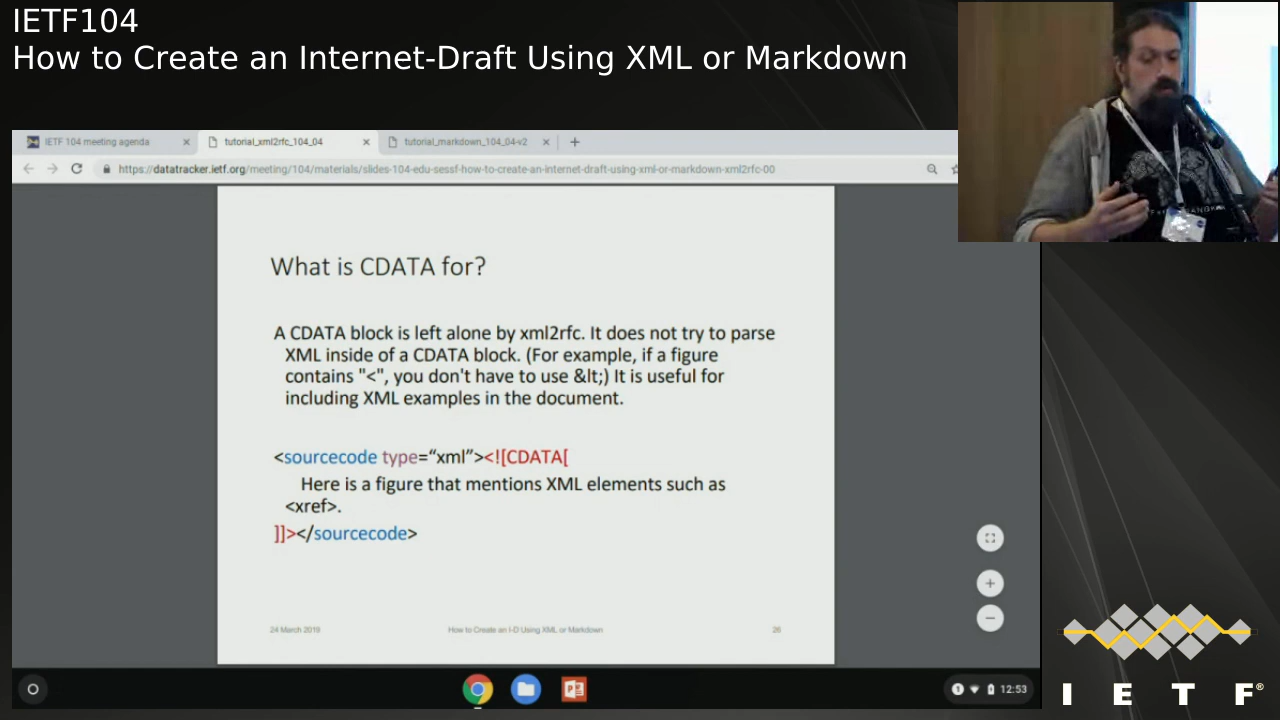 IETF104
How to Create an Internet-Draft Using XML or Markdown
IETF 104 meeting agenda
tutorial_xml2rfc_104_04
tutorial_markdown_104_04-v2
https://datatracker.ietf.org/meeting/104/materials/slides-104-edu-sessf-how-to-create-an-internet-draft-using-xml-or-markdown-xml2rfc-00
What is CDATA for?
A CDATA block is left alone by xml2rfc. It does not try to parse
XML inside of a CDATA block. (For example, if a figure
contains "<", you don't have to use &lt;) It is useful for
including XML examples in the document.
<sourcecode type=“xml”><![CDATA[
Here is a figure that mentions XML elements such as
<xref>.
]]></sourcecode>
24 March 2019
How to Create an I-D Using XML or Markdown
26
12:53
I E T F®